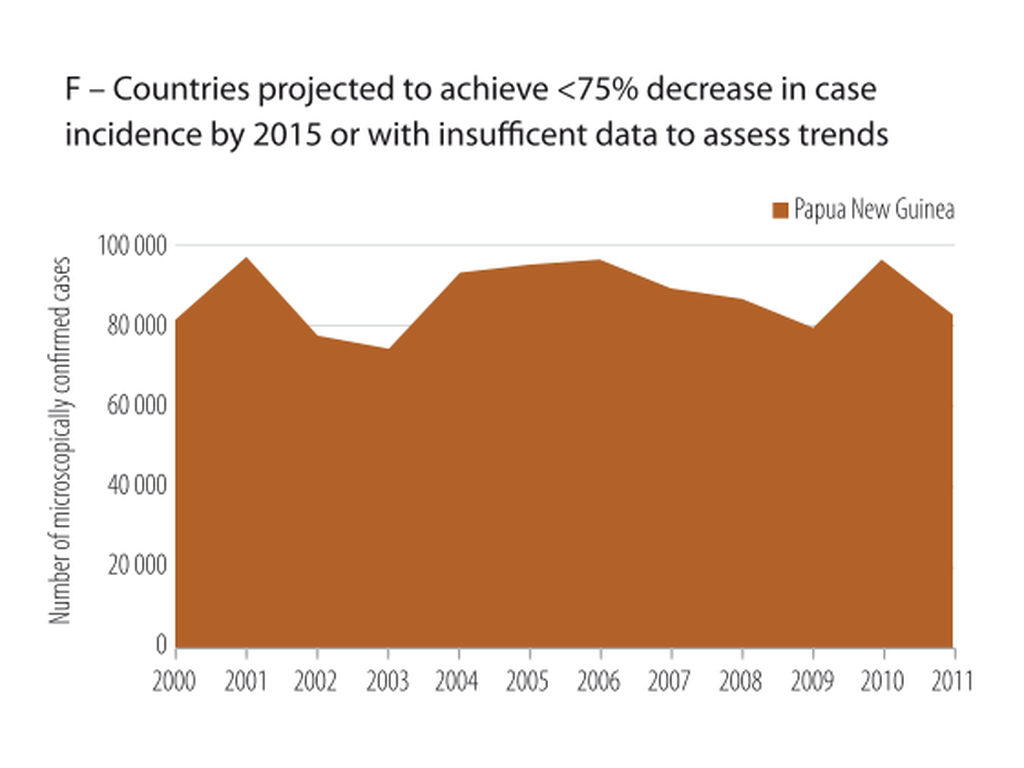 F – Countries projected to achieve <75% decrease in case
incidence by 2015 or with insufficent data to assess trends
Papua New Guinea
Number of microscopically confirmed cases
100 000
80 000
60 000
40 000
20 000
0
2000 2001 2002 2003 2004 2005 2006 2007 2008 2009 2010 2011